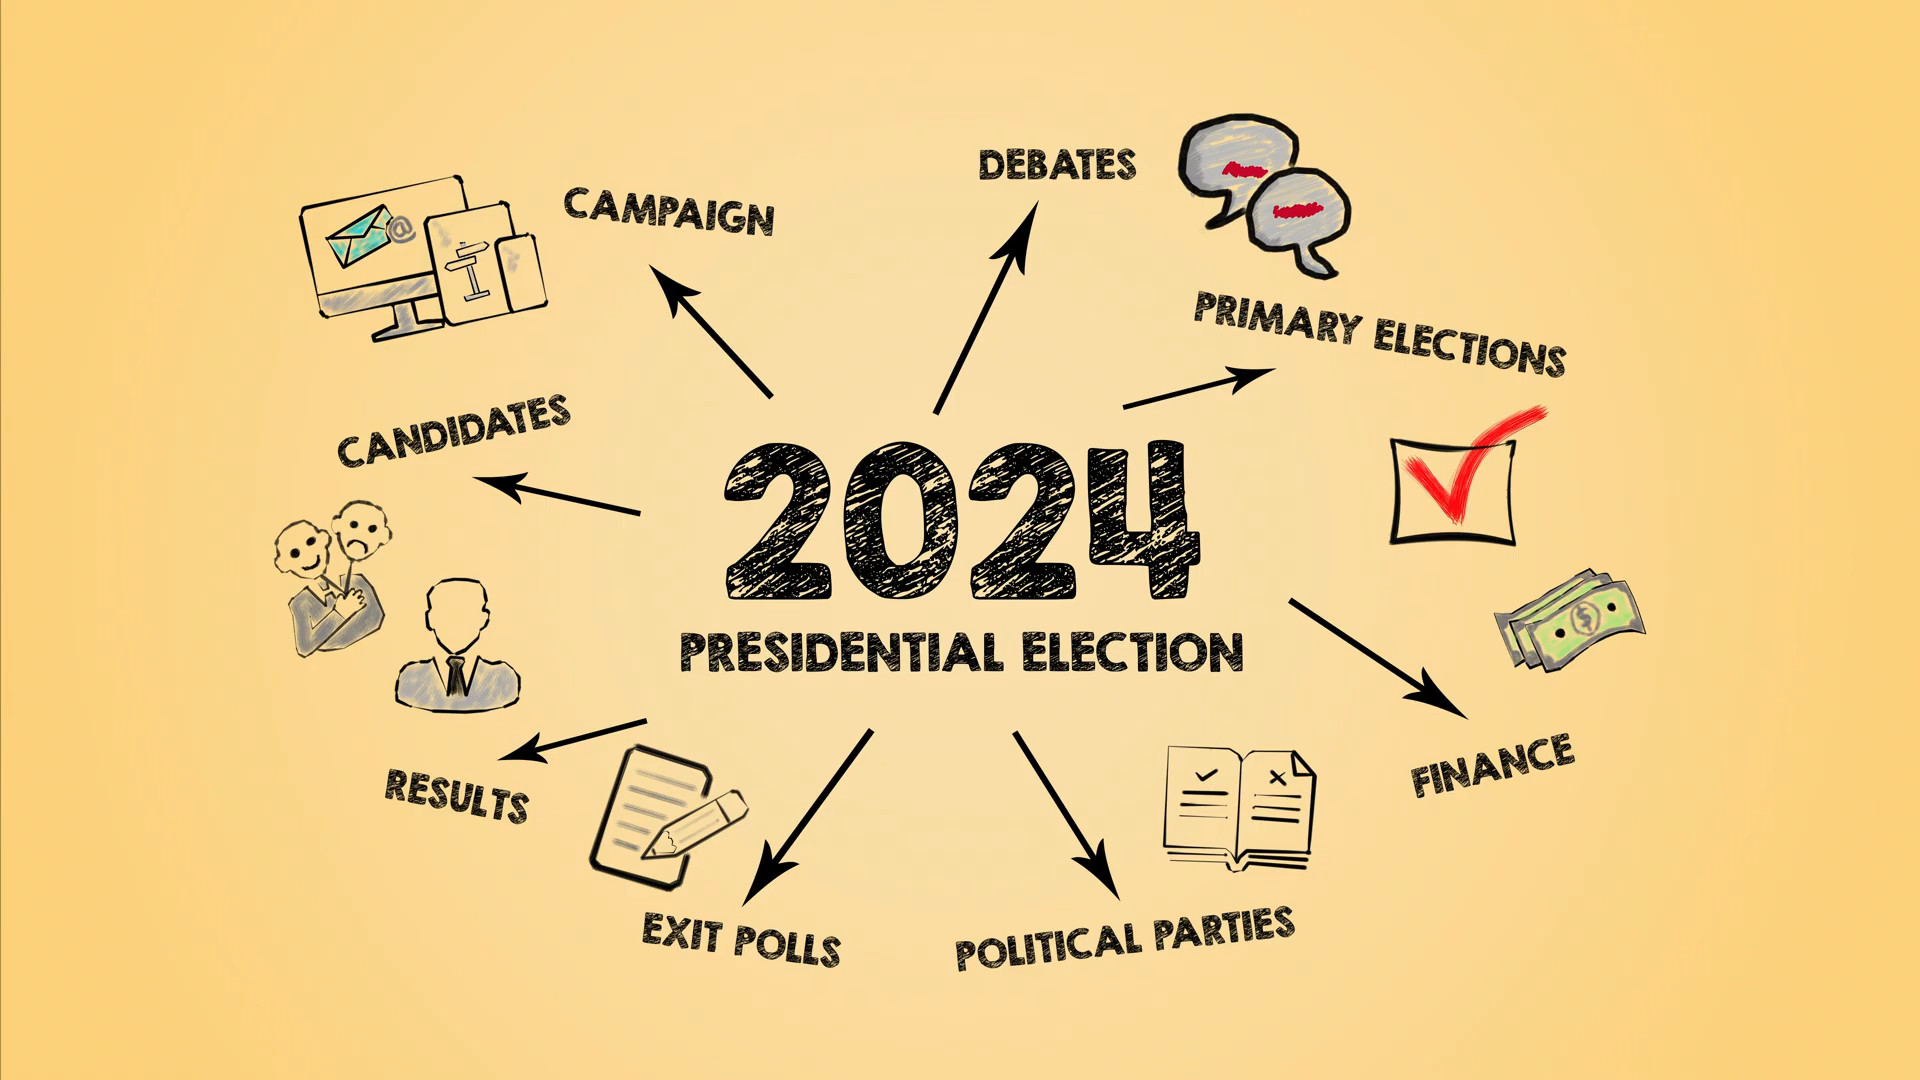 DEBATES
CAMPAIGN
PRIMARY ELECTIONS
@
CANDIDATES
2024
PRESIDENTIAL ELECTION
$
FINANCE
RESULTS
EXIT POLLS
POLITICAL PARTIES